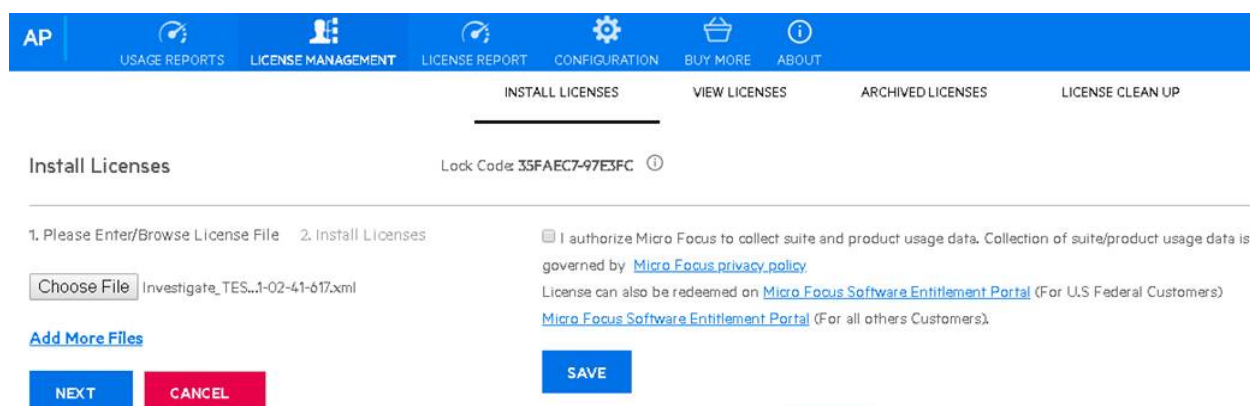 AP
USAGE REPORTS LICENSE MANAGEMENT LICENSE REPORT CONFIGURATION BUY MORE ABOUT
INSTALL LICENSES VIEW LICENSES ARCHIVED LICENSES LICENSE CLEAN UP
Install Licenses Lock Code: 35FAEC7-97E3FC
1. Please Enter/Browse License File 2. Install Licenses
Choose File Investigate_TES...1-02-41-617.xml
Add More Files
NEXT CANCEL
I authorize Micro Focus to collect suite and product usage data. Collection of suite/product usage data is
governed by Micro Focus privacy policy
License can also be redeemed on Micro Focus Software Entitlement Portal (For U.S Federal Customers)
Micro Focus Software Entitlement Portal (For all others Customers).
SAVE